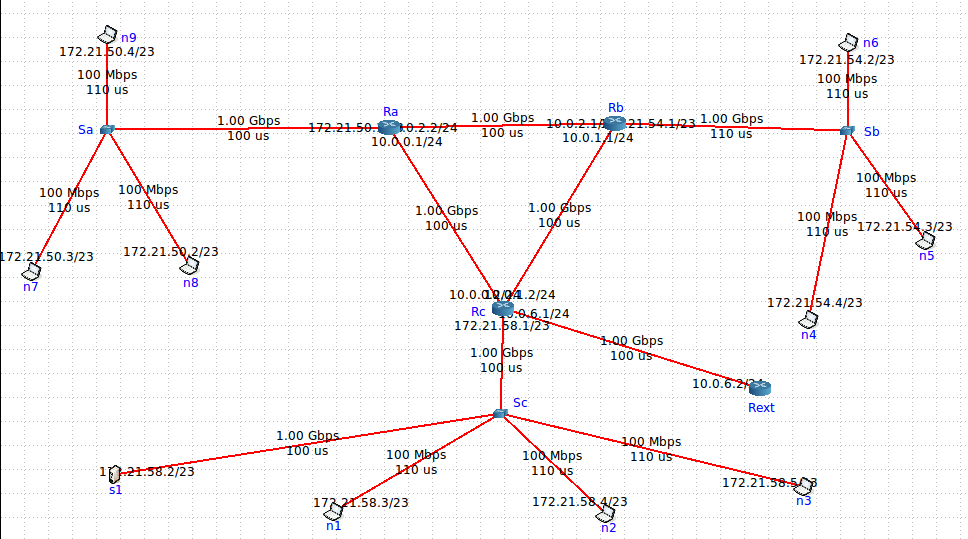 n9
172.21.50.4/23
100 Mbps
110 us
n6
172.21.54.2/23
100 Mbps
110 us
Sa
1.00 Gbps
100 us
Ra
10.0.0.1/24
1.00 Gbps
100 us
Rb
10.0.1.1/24
1.00 Gbps
110 us
Sb
100 Mbps
110 us
100 Mbps
110 us
172.21.50.3/23
n7
172.21.50.2/23
n8
1.00 Gbps
100 us
1.00 Gbps
100 us
100 Mbps
110 us
100 Mbps
110 us
172.21.54.3/23
n5
172.21.54.4/23
n4
Rc
172.21.58.1/23
1.00 Gbps
100 us
1.00 Gbps
100 us
10.0.6.2/24
Rext
Sc
1.00 Gbps
100 us
100 Mbps
110 us
100 Mbps
110 us
100 Mbps
110 us
172.21.58.2/23
s1
172.21.58.3/23
n1
172.21.58.4/23
n2
n3